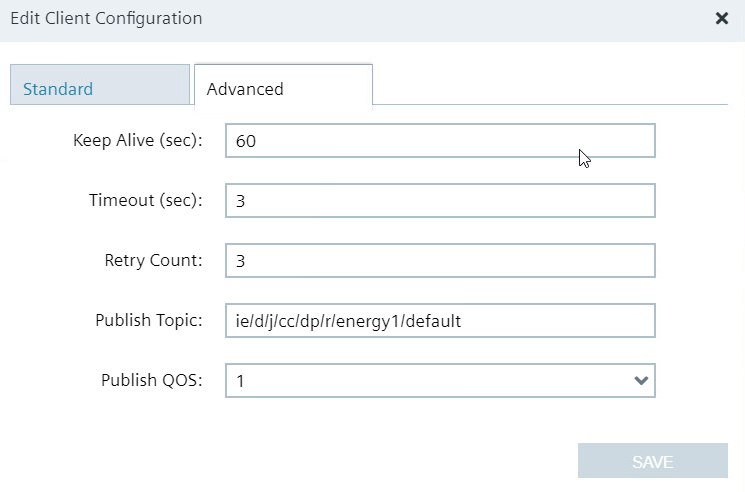 Edit Client Configuration
Standard
Advanced
Keep Alive (sec): 60
Timeout (sec): 3
Retry Count: 3
Publish Topic: ie/d/j/cc/dp/r/energy1/default
Publish QOS: 1
SAVE